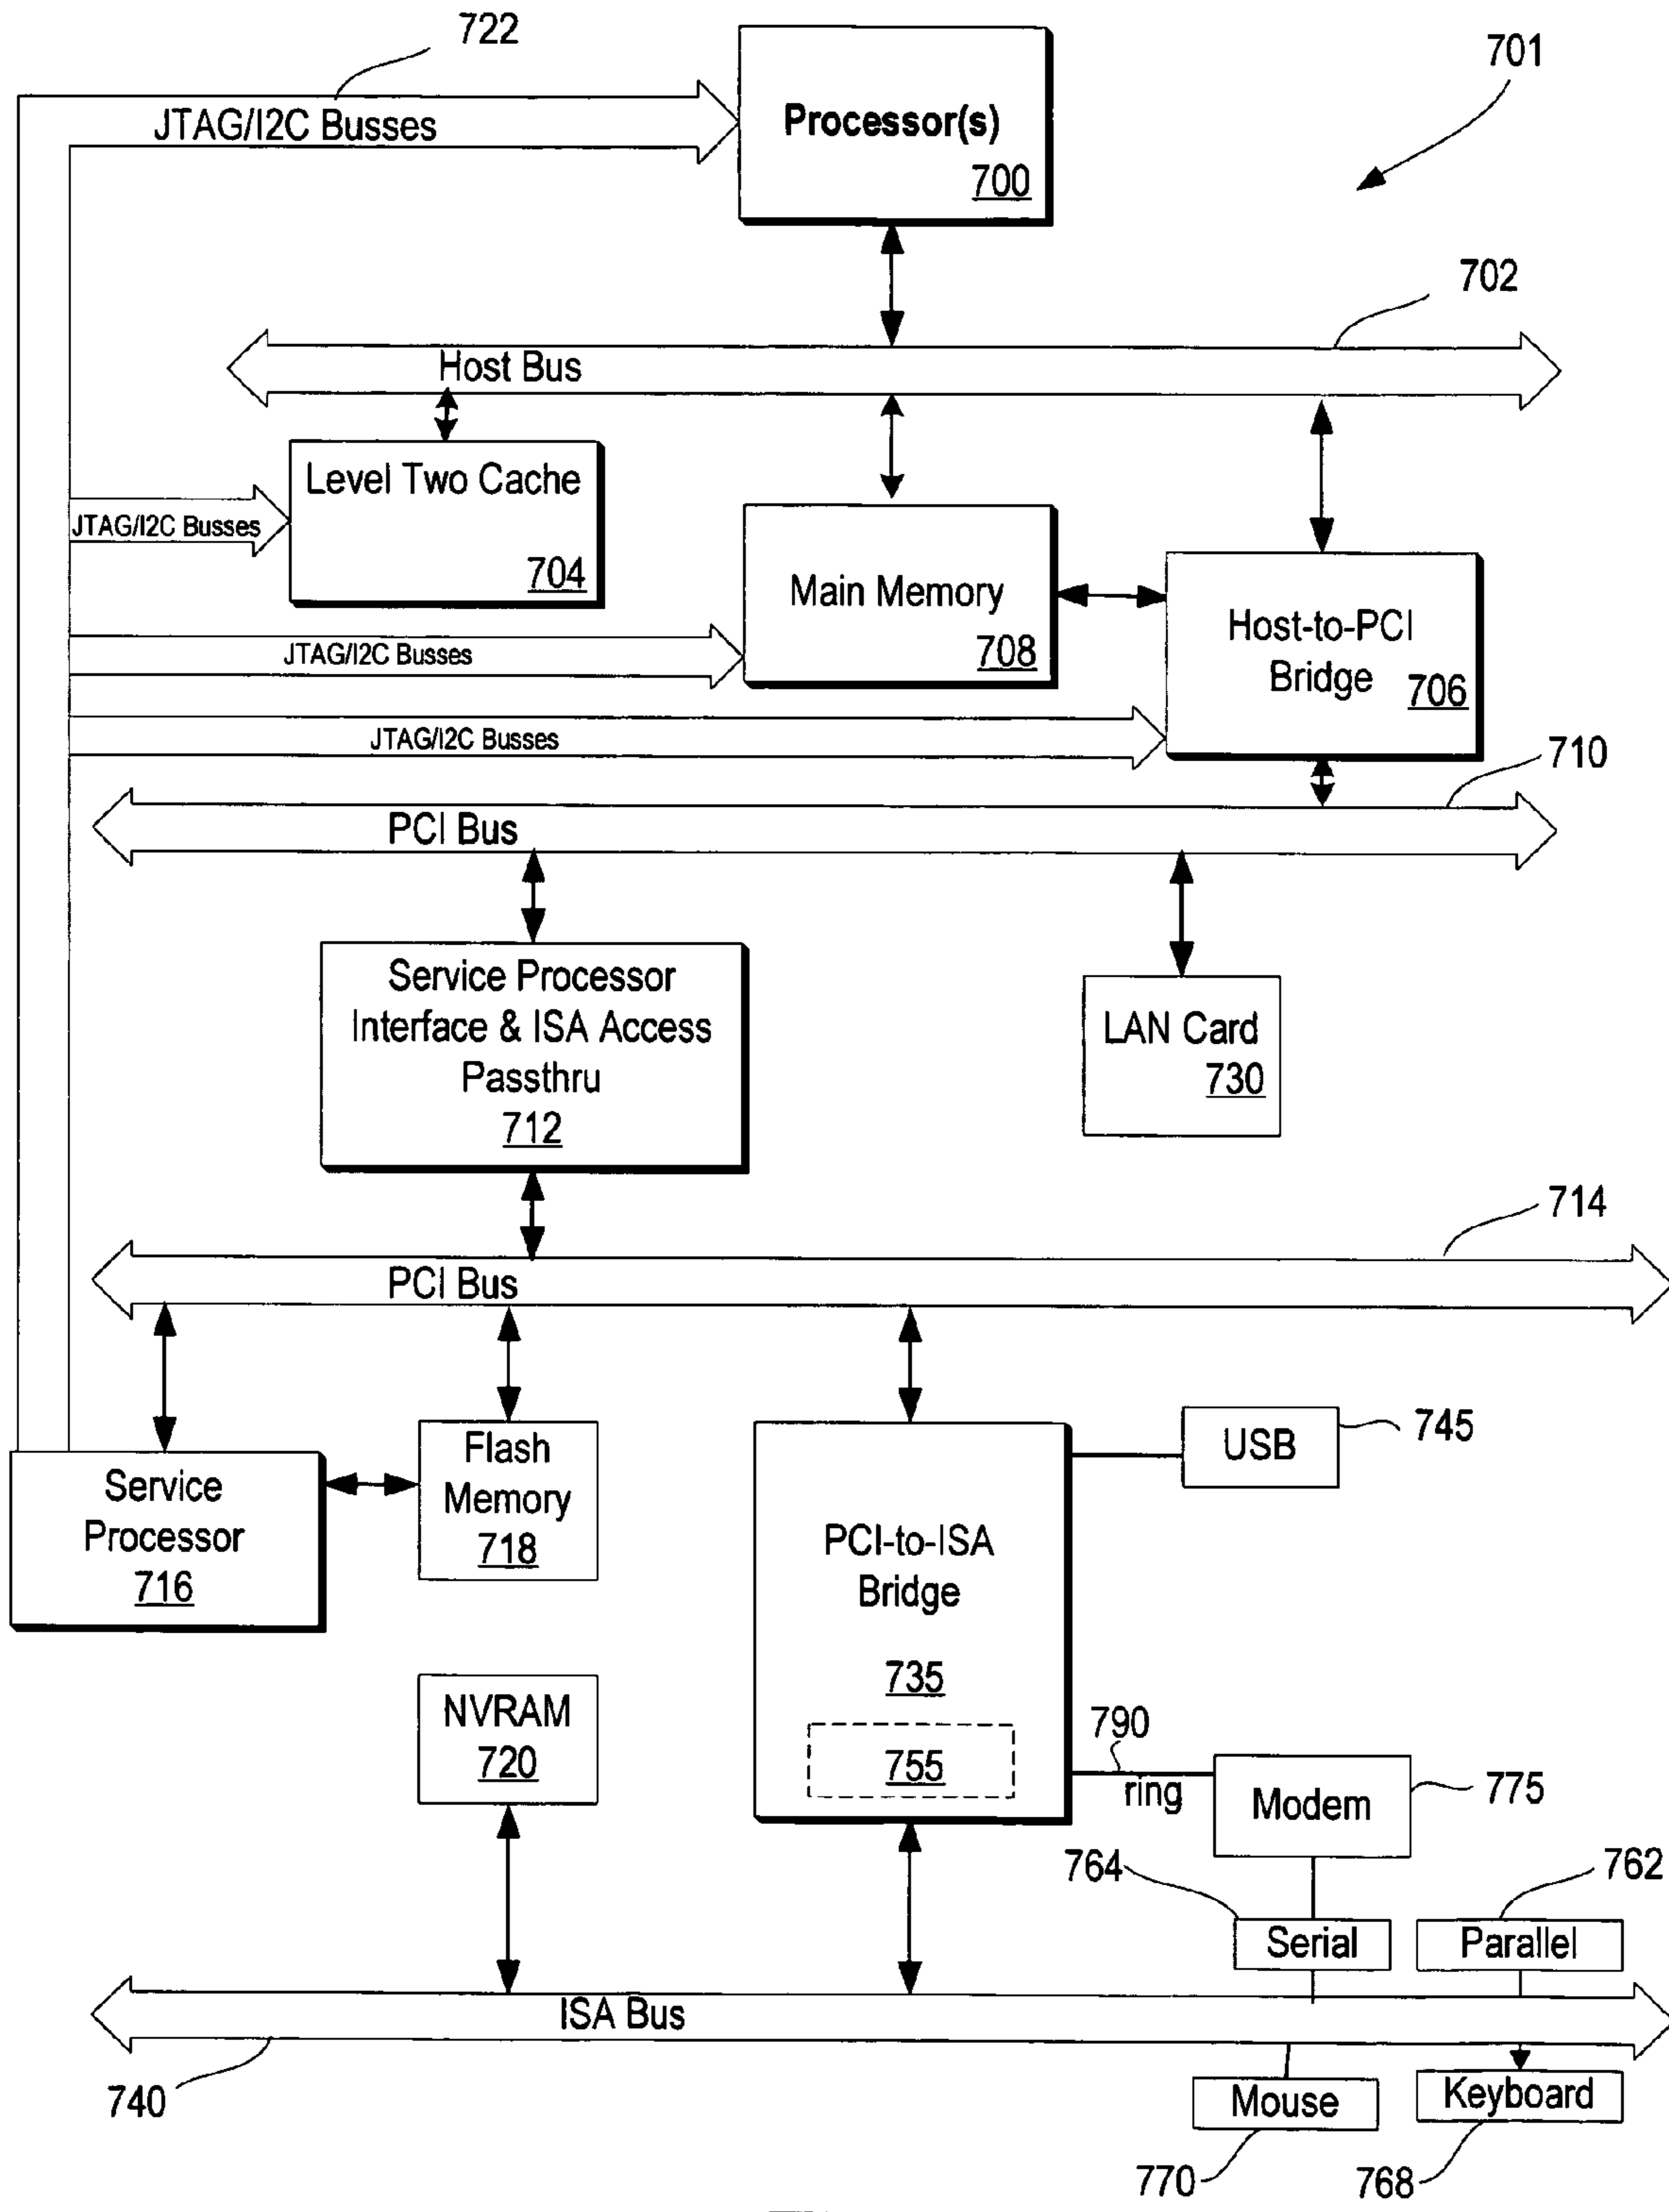 722
701
JTAG/I2C Busses
Processor(s)
700
702
Host Bus
Level Two Cache
704
JTAG/I2C Busses
Main Memory
708
Host-to-PCI
Bridge
706
JTAG/I2C Busses
JTAG/I2C Busses
710
PCI Bus
Service Processor
Interface & ISA Access
Passthru
712
LAN Card
730
714
PCI Bus
Service
Processor
716
Flash
Memory
718
USB
745
PCI-to-ISA
Bridge
735
755
NVRAM
720
790
ring
Modem
775
764
762
Serial
Parallel
ISA Bus
740
Mouse
Keyboard
770
768